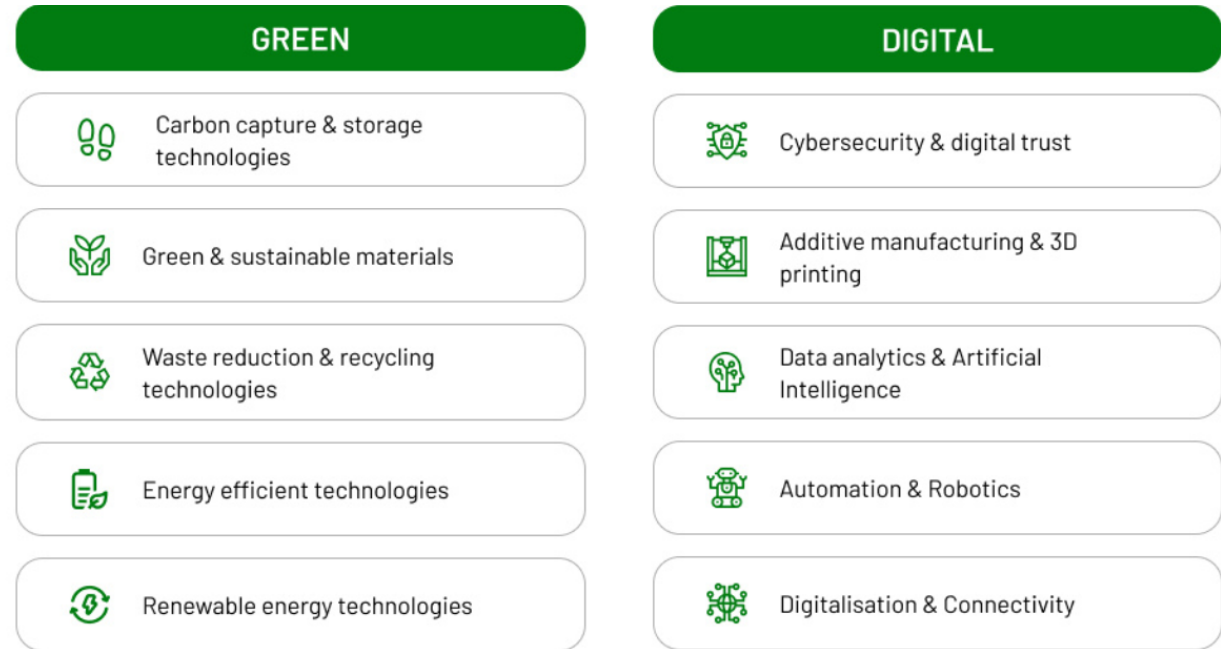 GREEN
Carbon capture & storage
technologies
Green & sustainable materials
Waste reduction & recycling
technologies
Energy efficient technologies
Renewable energy technologies
DIGITAL
Cybersecurity & digital trust
Additive manufacturing & 3D
printing
Data analytics & Artificial
Intelligence
Automation & Robotics
Digitalisation & Connectivity